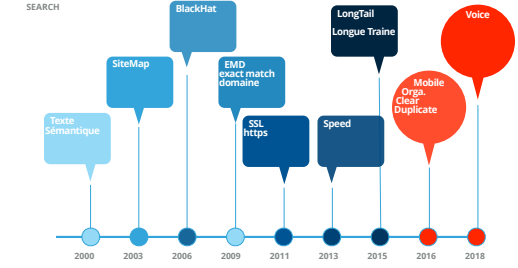 SEARCH
Texte
Sémantique
SiteMap
BlackHat
EMD
exact match
domaine
SSL
https
Speed
LongTail
Longue Traine
Mobile
Orga.
Clear
Duplicate
Voice
2000
2003
2006
2009
2011
2013
2015
2016
2018